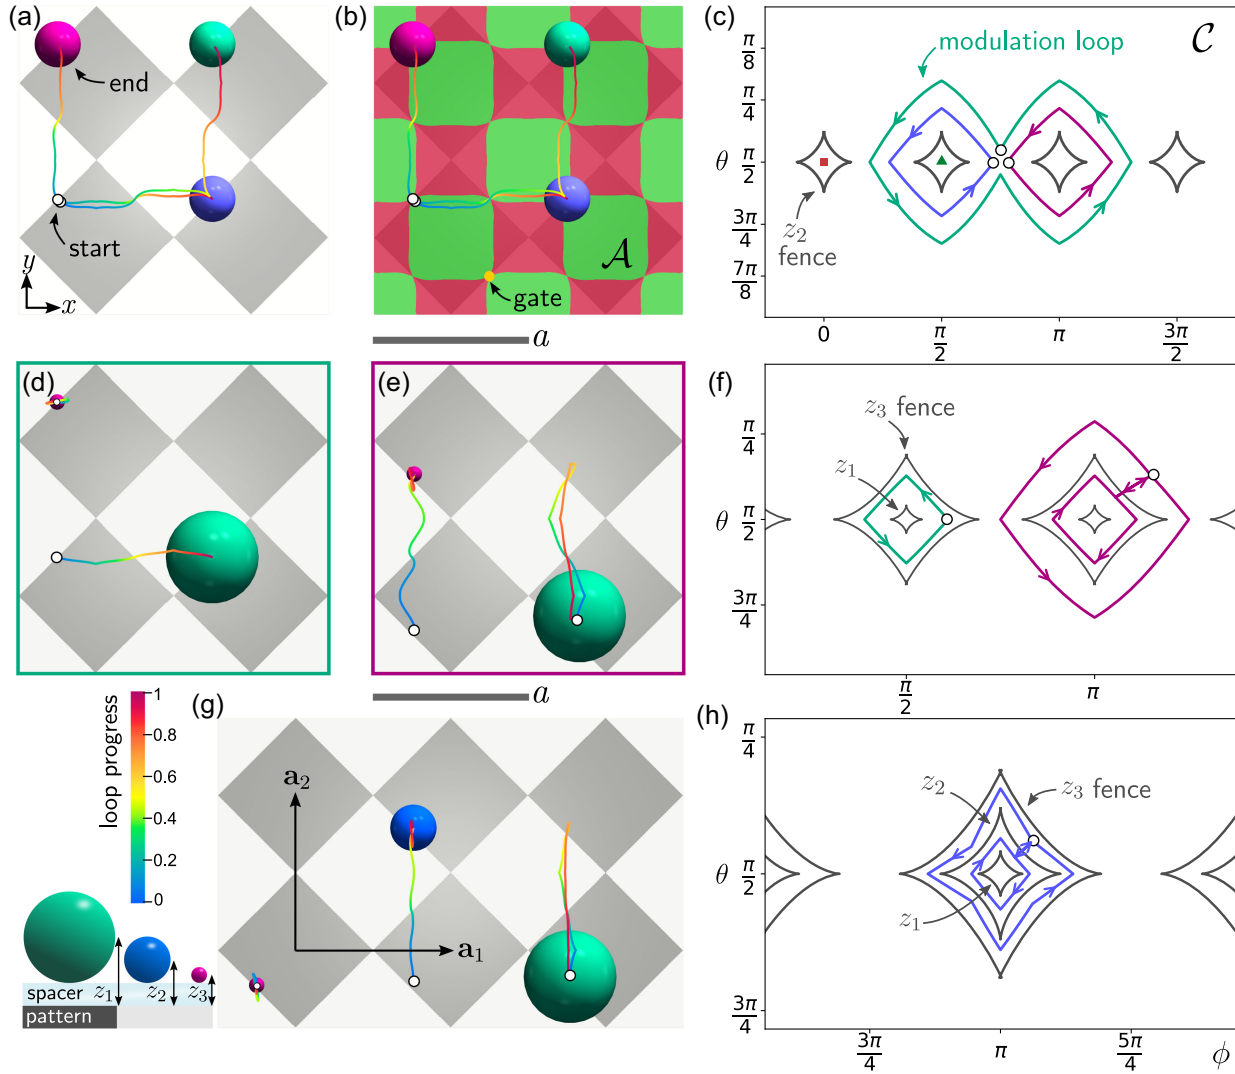 (a)
end
start
y
x
(b)
𝒜
gate
a
(c)
modulation loop
𝒞
π/8
π/4
θ π/2
3π/4
7π/8
z₂
fence
0
π/2
π
3π/2
(d)
(e)
a
(f)
z₃ fence
z₁
π/4
θ π/2
3π/4
π/2
π
loop progress
1
0.8
0.6
0.4
0.2
0
spacer
pattern
z₁
z₂
z₃
(g)
a₂
a₁
(h)
z₂
z₃ fence
z₁
π/4
θ π/2
3π/4
3π/4
π
5π/4
ϕ